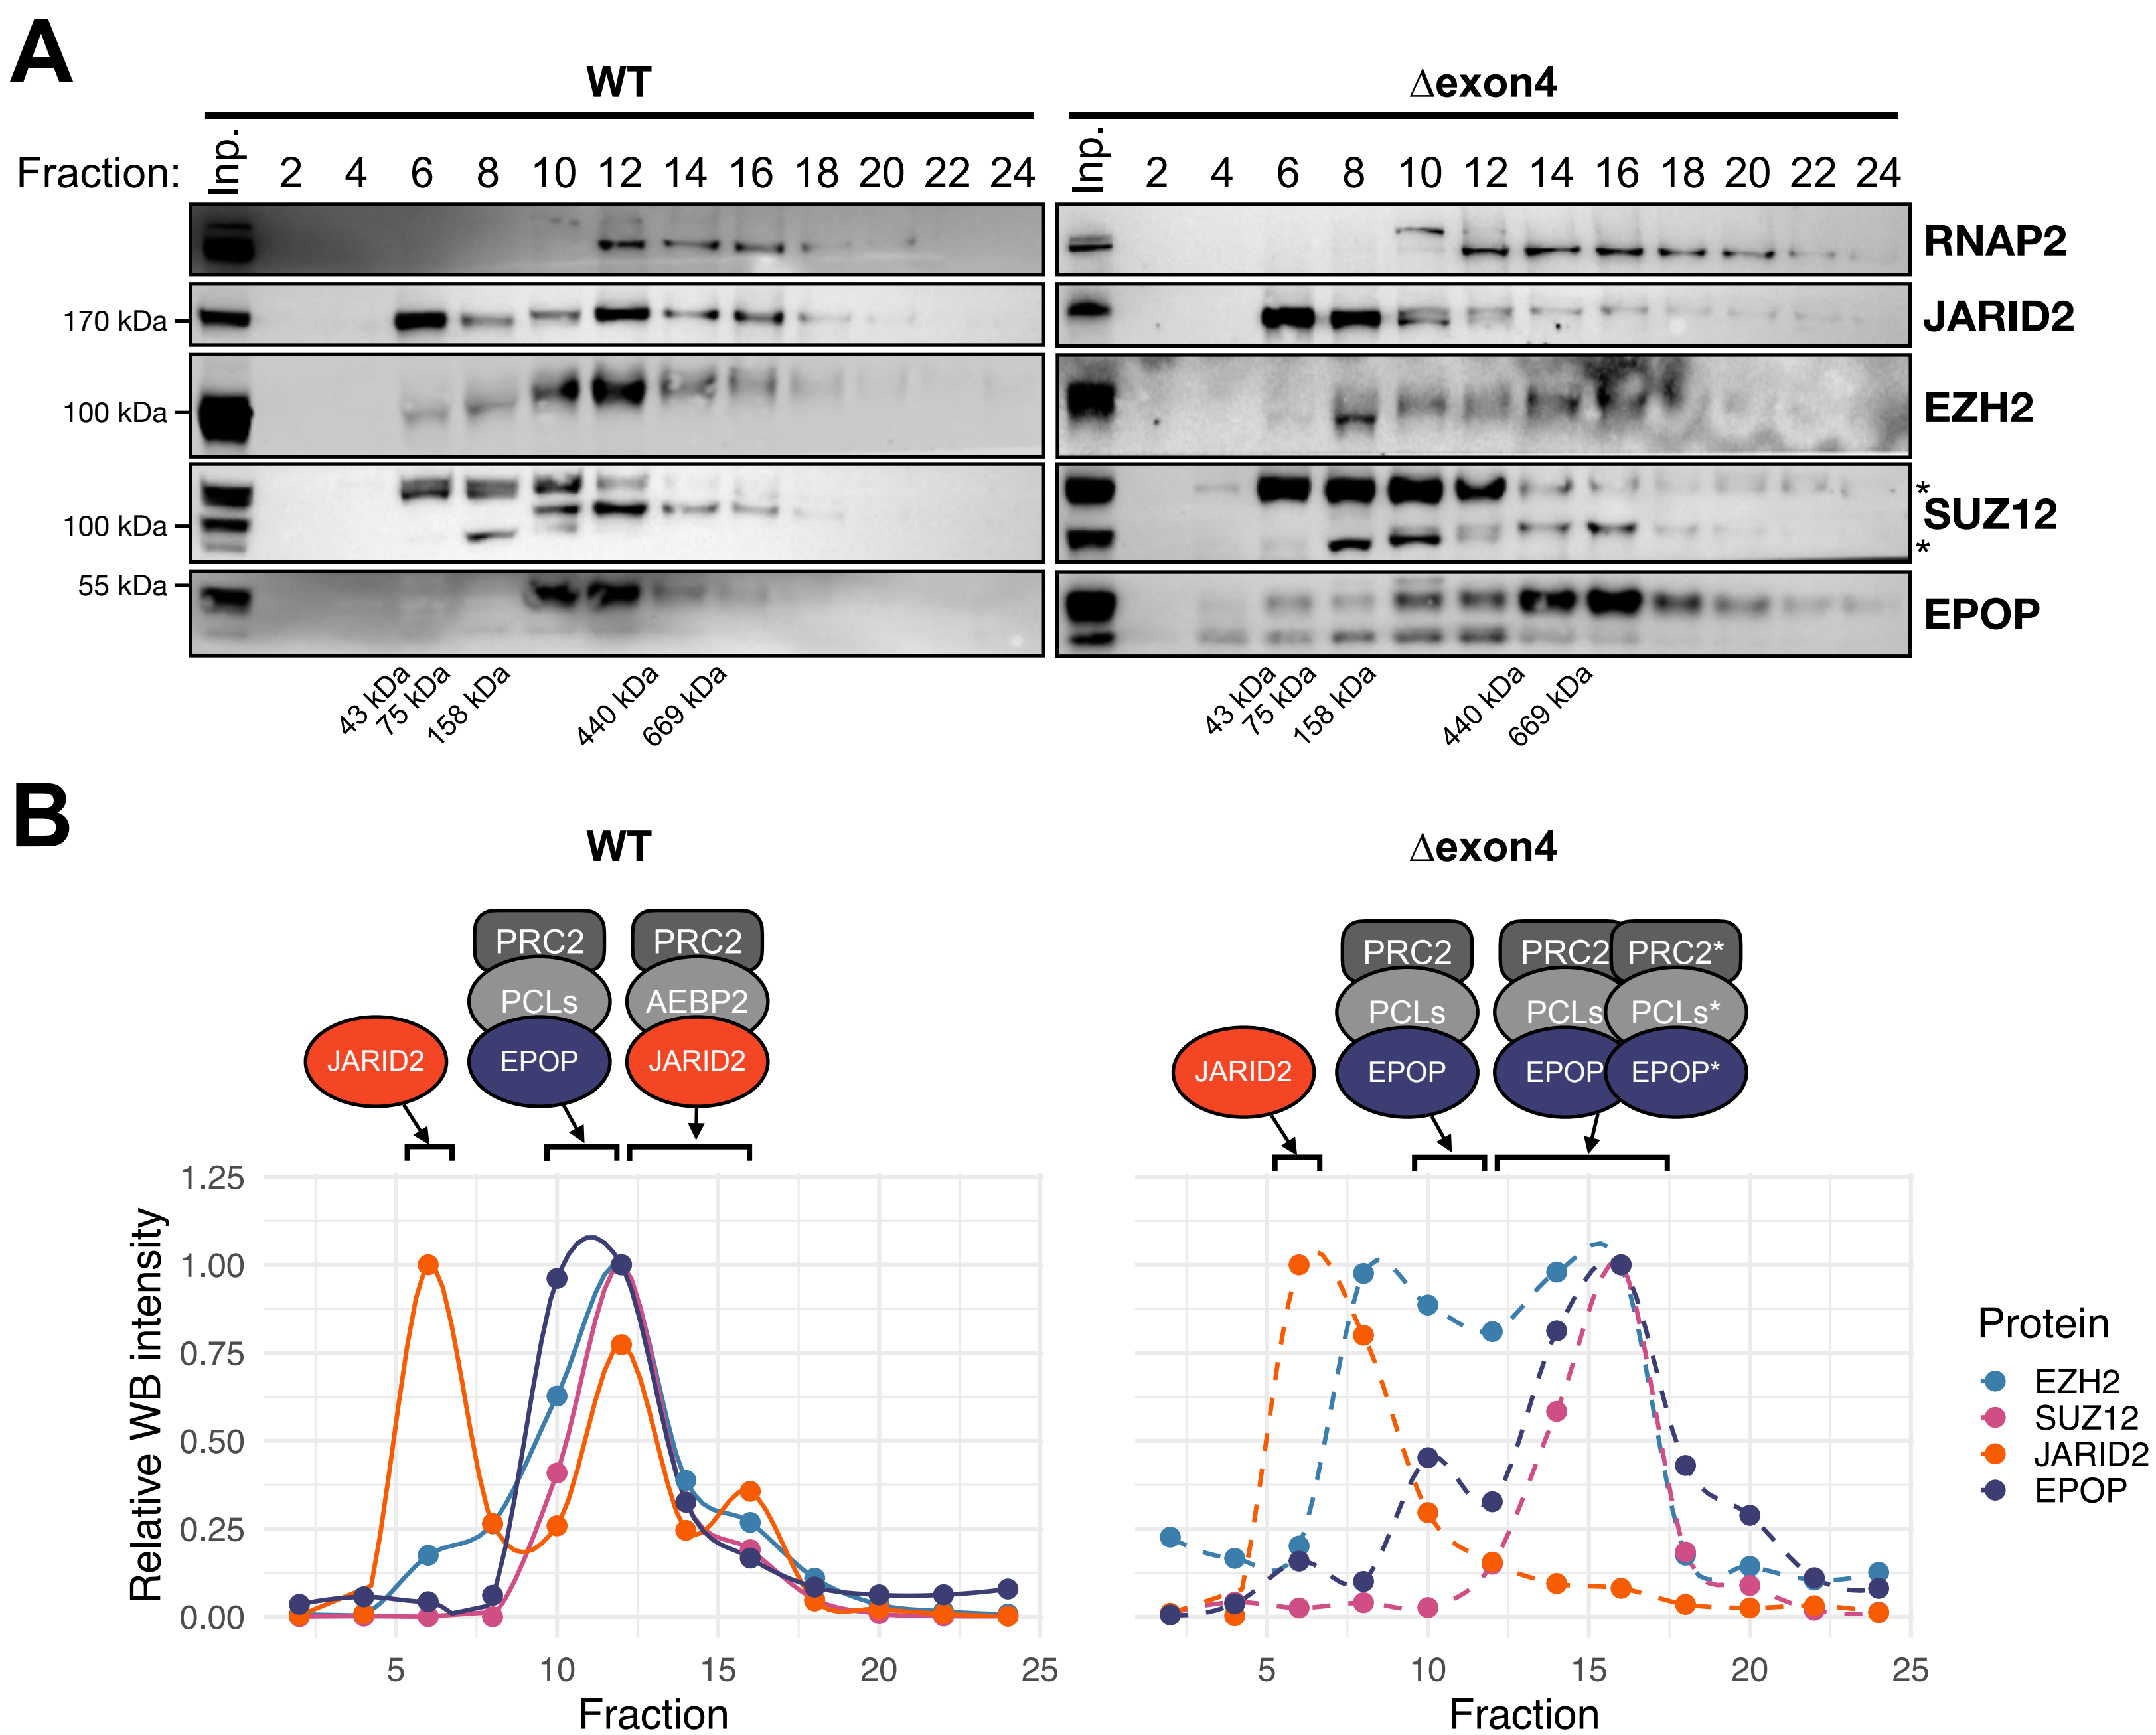 A
WT
Δexon4
Fraction: Inp. 2 4 6 8 10 12 14 16 18 20 22 24
Inp. 2 4 6 8 10 12 14 16 18 20 22 24
RNAP2
170 kDa
JARID2
100 kDa
EZH2
100 kDa
*
SUZ12
*
55 kDa
EPOP
43 kDa 75 kDa 158 kDa 440 kDa 669 kDa
43 kDa 75 kDa 158 kDa 440 kDa 669 kDa
B
WT
Δexon4
PRC2 PRC2
PCLs AEBP2
JARID2 EPOP JARID2
PRC2 PRC2 PRC2*
PCLs PCLs PCLs*
JARID2 EPOP EPOP EPOP*
Relative WB intensity
1.25
1.00
0.75
0.50
0.25
0.00
5 10 15 20 25
Fraction
5 10 15 20 25
Fraction
Protein
EZH2
SUZ12
JARID2
EPOP